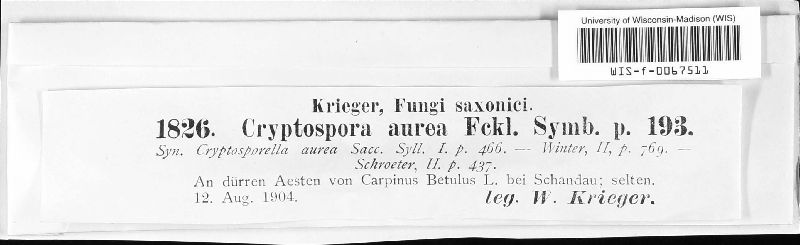 University of Wisconsin-Madison (WIS)
WIS-f-0067511
Krieger, Fungi saxonici.
1826. Cryptospora aurea Fckl. Symb. p. 193.
Syn. Cryptosporella aurea Sacc. Syll. I. p. 466. — Winter, II, p. 769. —
Schroeter, II. p. 437.
An dürren Aesten von Carpinus Betulus L. bei Schandau; selten.
12. Aug. 1904. leg. W. Krieger.